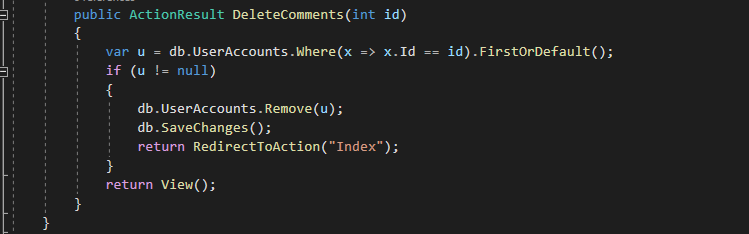 public ActionResult DeleteComments(int id)
{
var u = db.UserAccounts.Where(x => x.Id == id).FirstOrDefault();
if (u != null)
{
db.UserAccounts.Remove(u);
db.SaveChanges();
return RedirectToAction("Index");
}
return View();
}
}